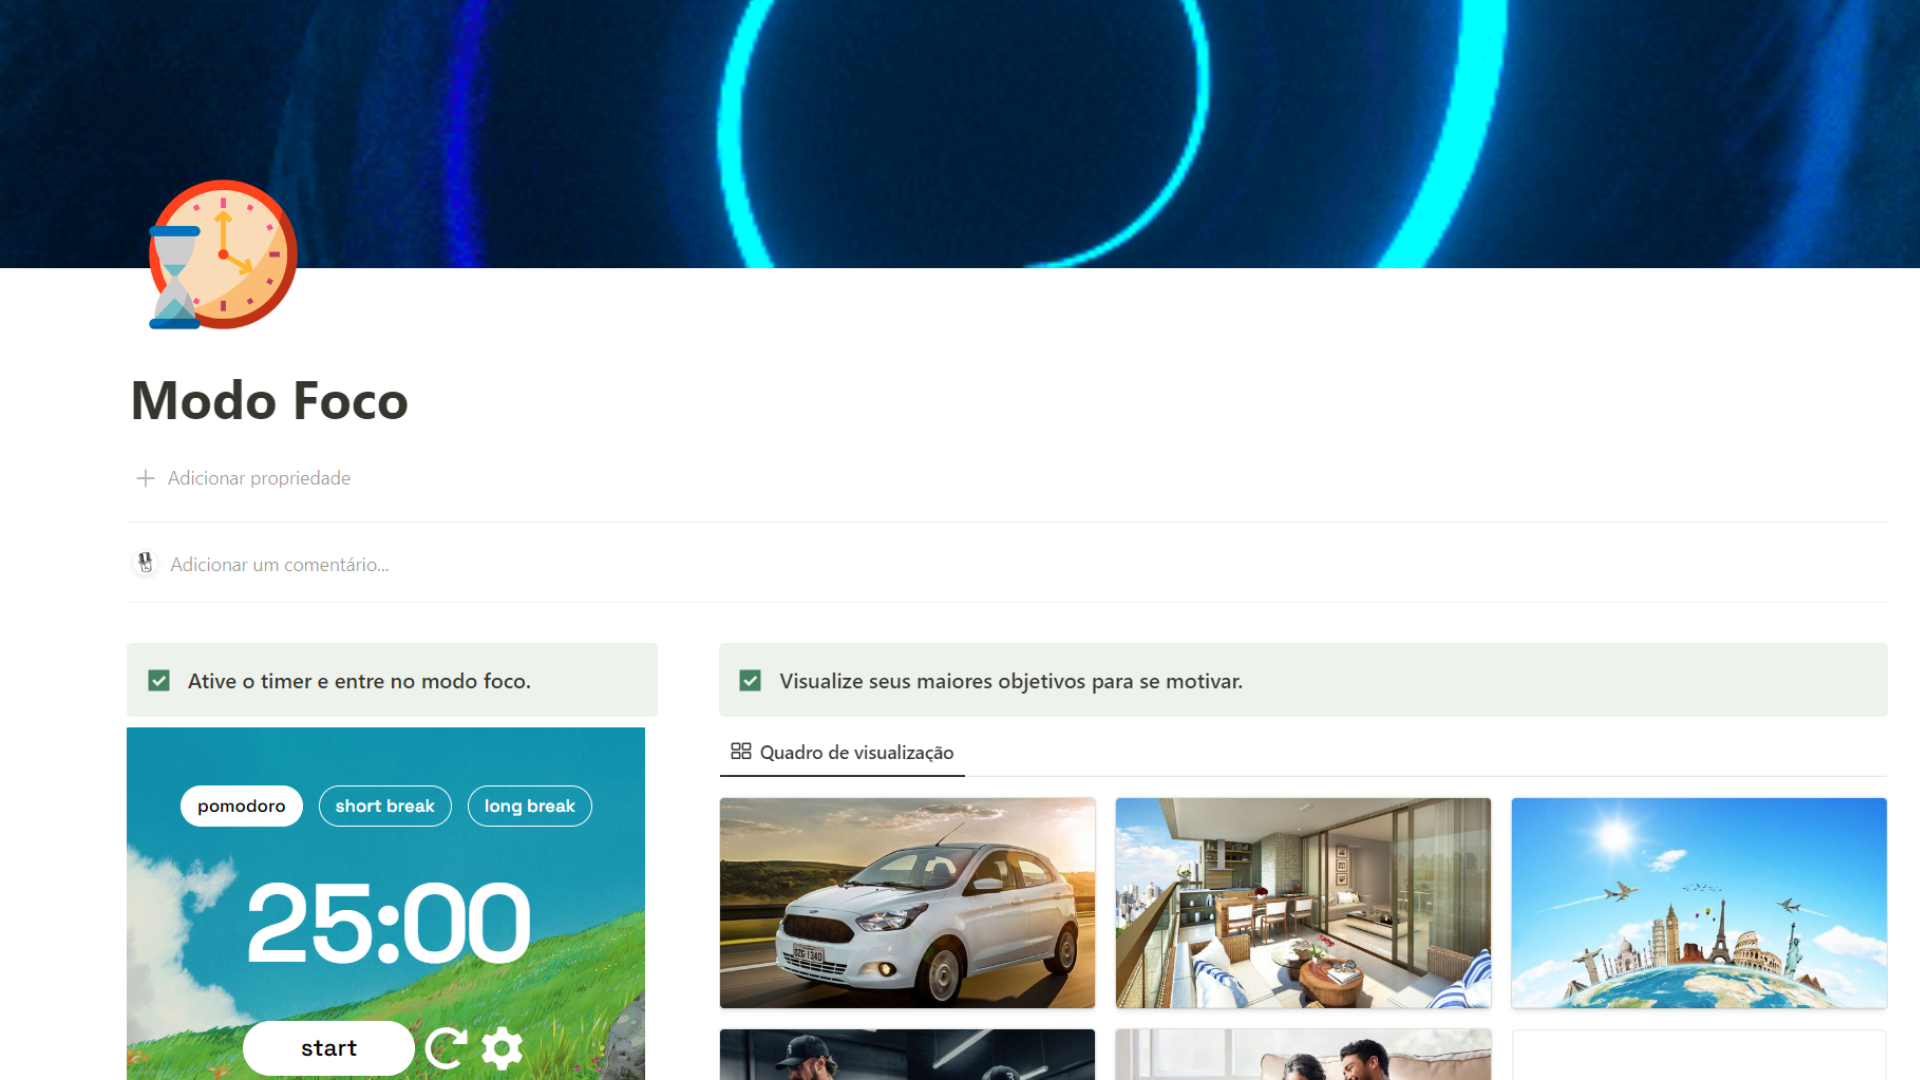 Modo Foco
Adicionar propriedade
Adicionar um comentário...
Ative o timer e entre no modo foco.
pomodoro
short break
long break
25:00
start
Visualize seus maiores objetivos para se motivar.
Quadro de visualização